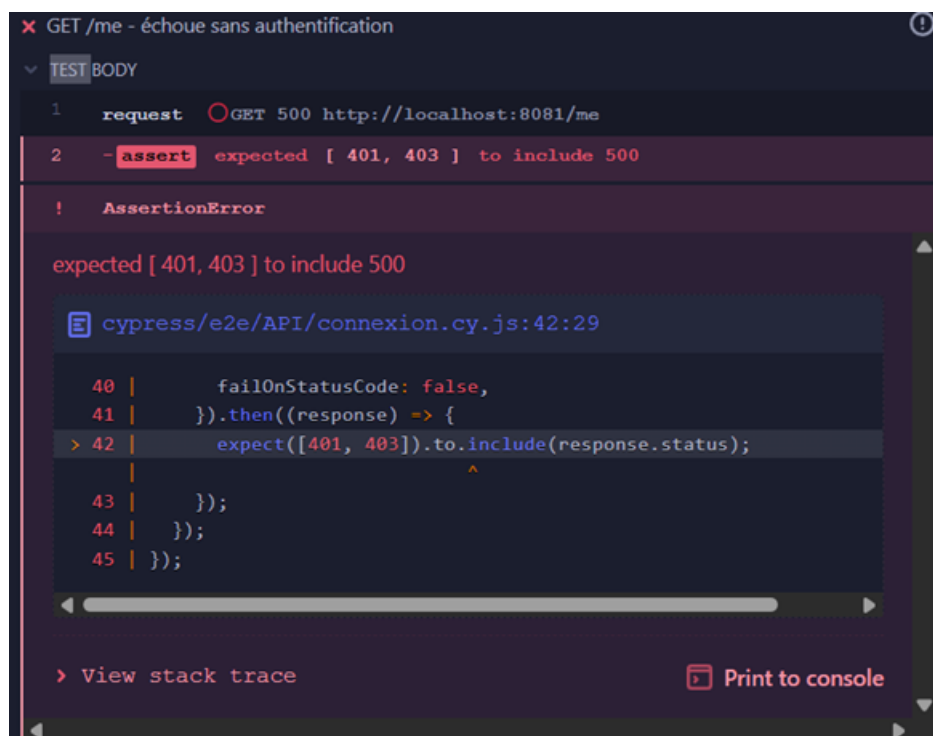 × GET /me - échoue sans authentification
TEST BODY
1 request GET 500 http://localhost:8081/me
2 -assert expected [ 401, 403 ] to include 500
! AssertionError
expected [ 401, 403 ] to include 500
cypress/e2e/API/connexion.cy.js:42:29
40 | failOnStatusCode: false,
41 | }).then((response) => {
> 42 | expect([401, 403]).to.include(response.status);
| ^
43 | });
44 | });
45 | });
> View stack trace
Print to console